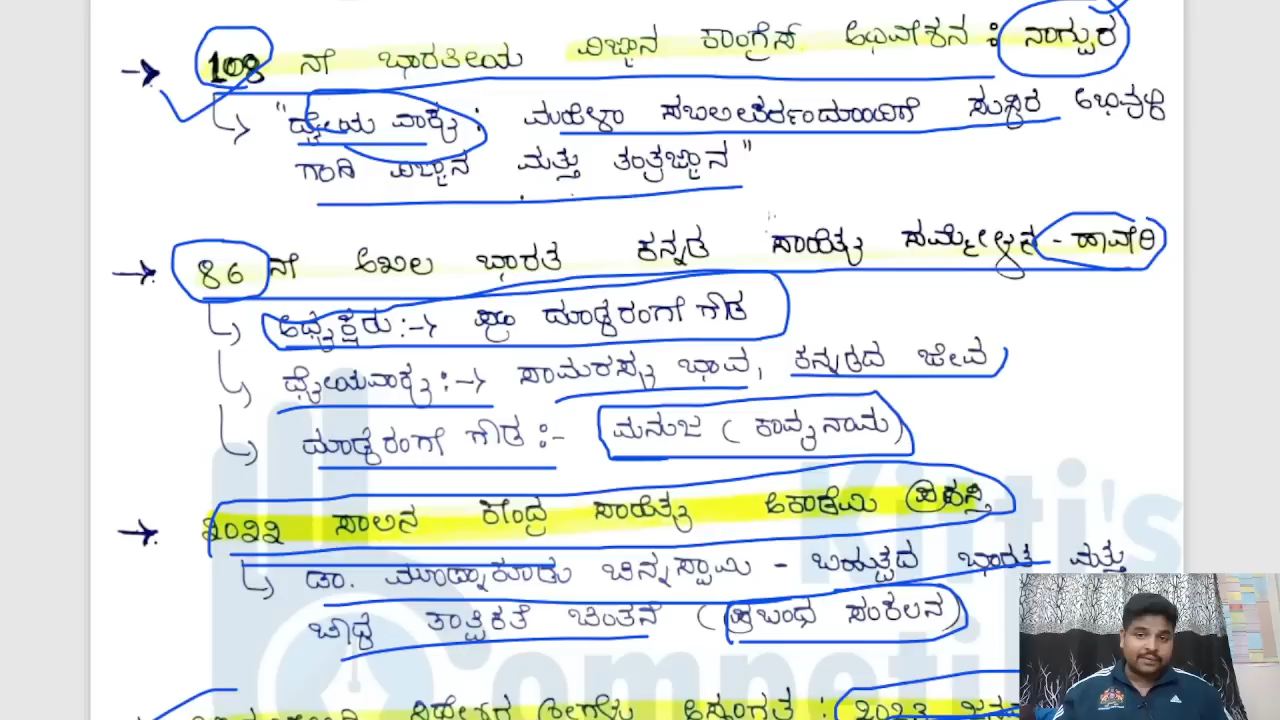 → 108 ನೇ ಭಾರತೀಯ ವಿಜ್ಞಾನ ಕಾಂಗ್ರೆಸ್ ಅಧಿವೇಶನ : ನಾಗ್ಪುರ
"ಧ್ಯೇಯ ವಾಕ್ಯ : ಮಹಿಳಾ ಸಬಲೀಕರಣದೊಂದಿಗೆ ಸುಸ್ಥಿರ ಅಭಿವೃದ್ಧಿ
ಗಾಗಿ ವಿಜ್ಞಾನ ಮತ್ತು ತಂತ್ರಜ್ಞಾನ"
→ 86 ನೇ ಅಖಿಲ ಭಾರತ ಕನ್ನಡ ಸಾಹಿತ್ಯ ಸಮ್ಮೇಳನ - ಹಾವೇರಿ
ಅಧ್ಯಕ್ಷರು :→ ಪ್ರೊ ದೊಡ್ಡರಂಗೇ ಗೌಡ
ಧ್ಯೇಯವಾಕ್ಯ :→ ಸಾಮರಸ್ಯ ಭಾವ, ಕನ್ನಡದ ಜೀವ
ದೊಡ್ಡರಂಗೇ ಗೌಡ :- ಮನುಜ ( ಕಾವ್ಯನಾಮ)
→ ೨೦೨೨ ಸಾಲಿನ ಕೇಂದ್ರ ಸಾಹಿತ್ಯ ಅಕಾಡೆಮಿ ಪ್ರಶಸ್ತಿ
ಡಾ. ಮೂಡ್ನಾಕೂಡು ಚಿನ್ನಸ್ವಾಮಿ - ಬಹುತ್ವದ ಭಾರತ ಮತ್ತು
ಬೌದ್ಧ ತಾತ್ವಿಕತೆ ಚಿಂತನೆ ( ಪ್ರಬಂಧ ಸಂಕಲನ)